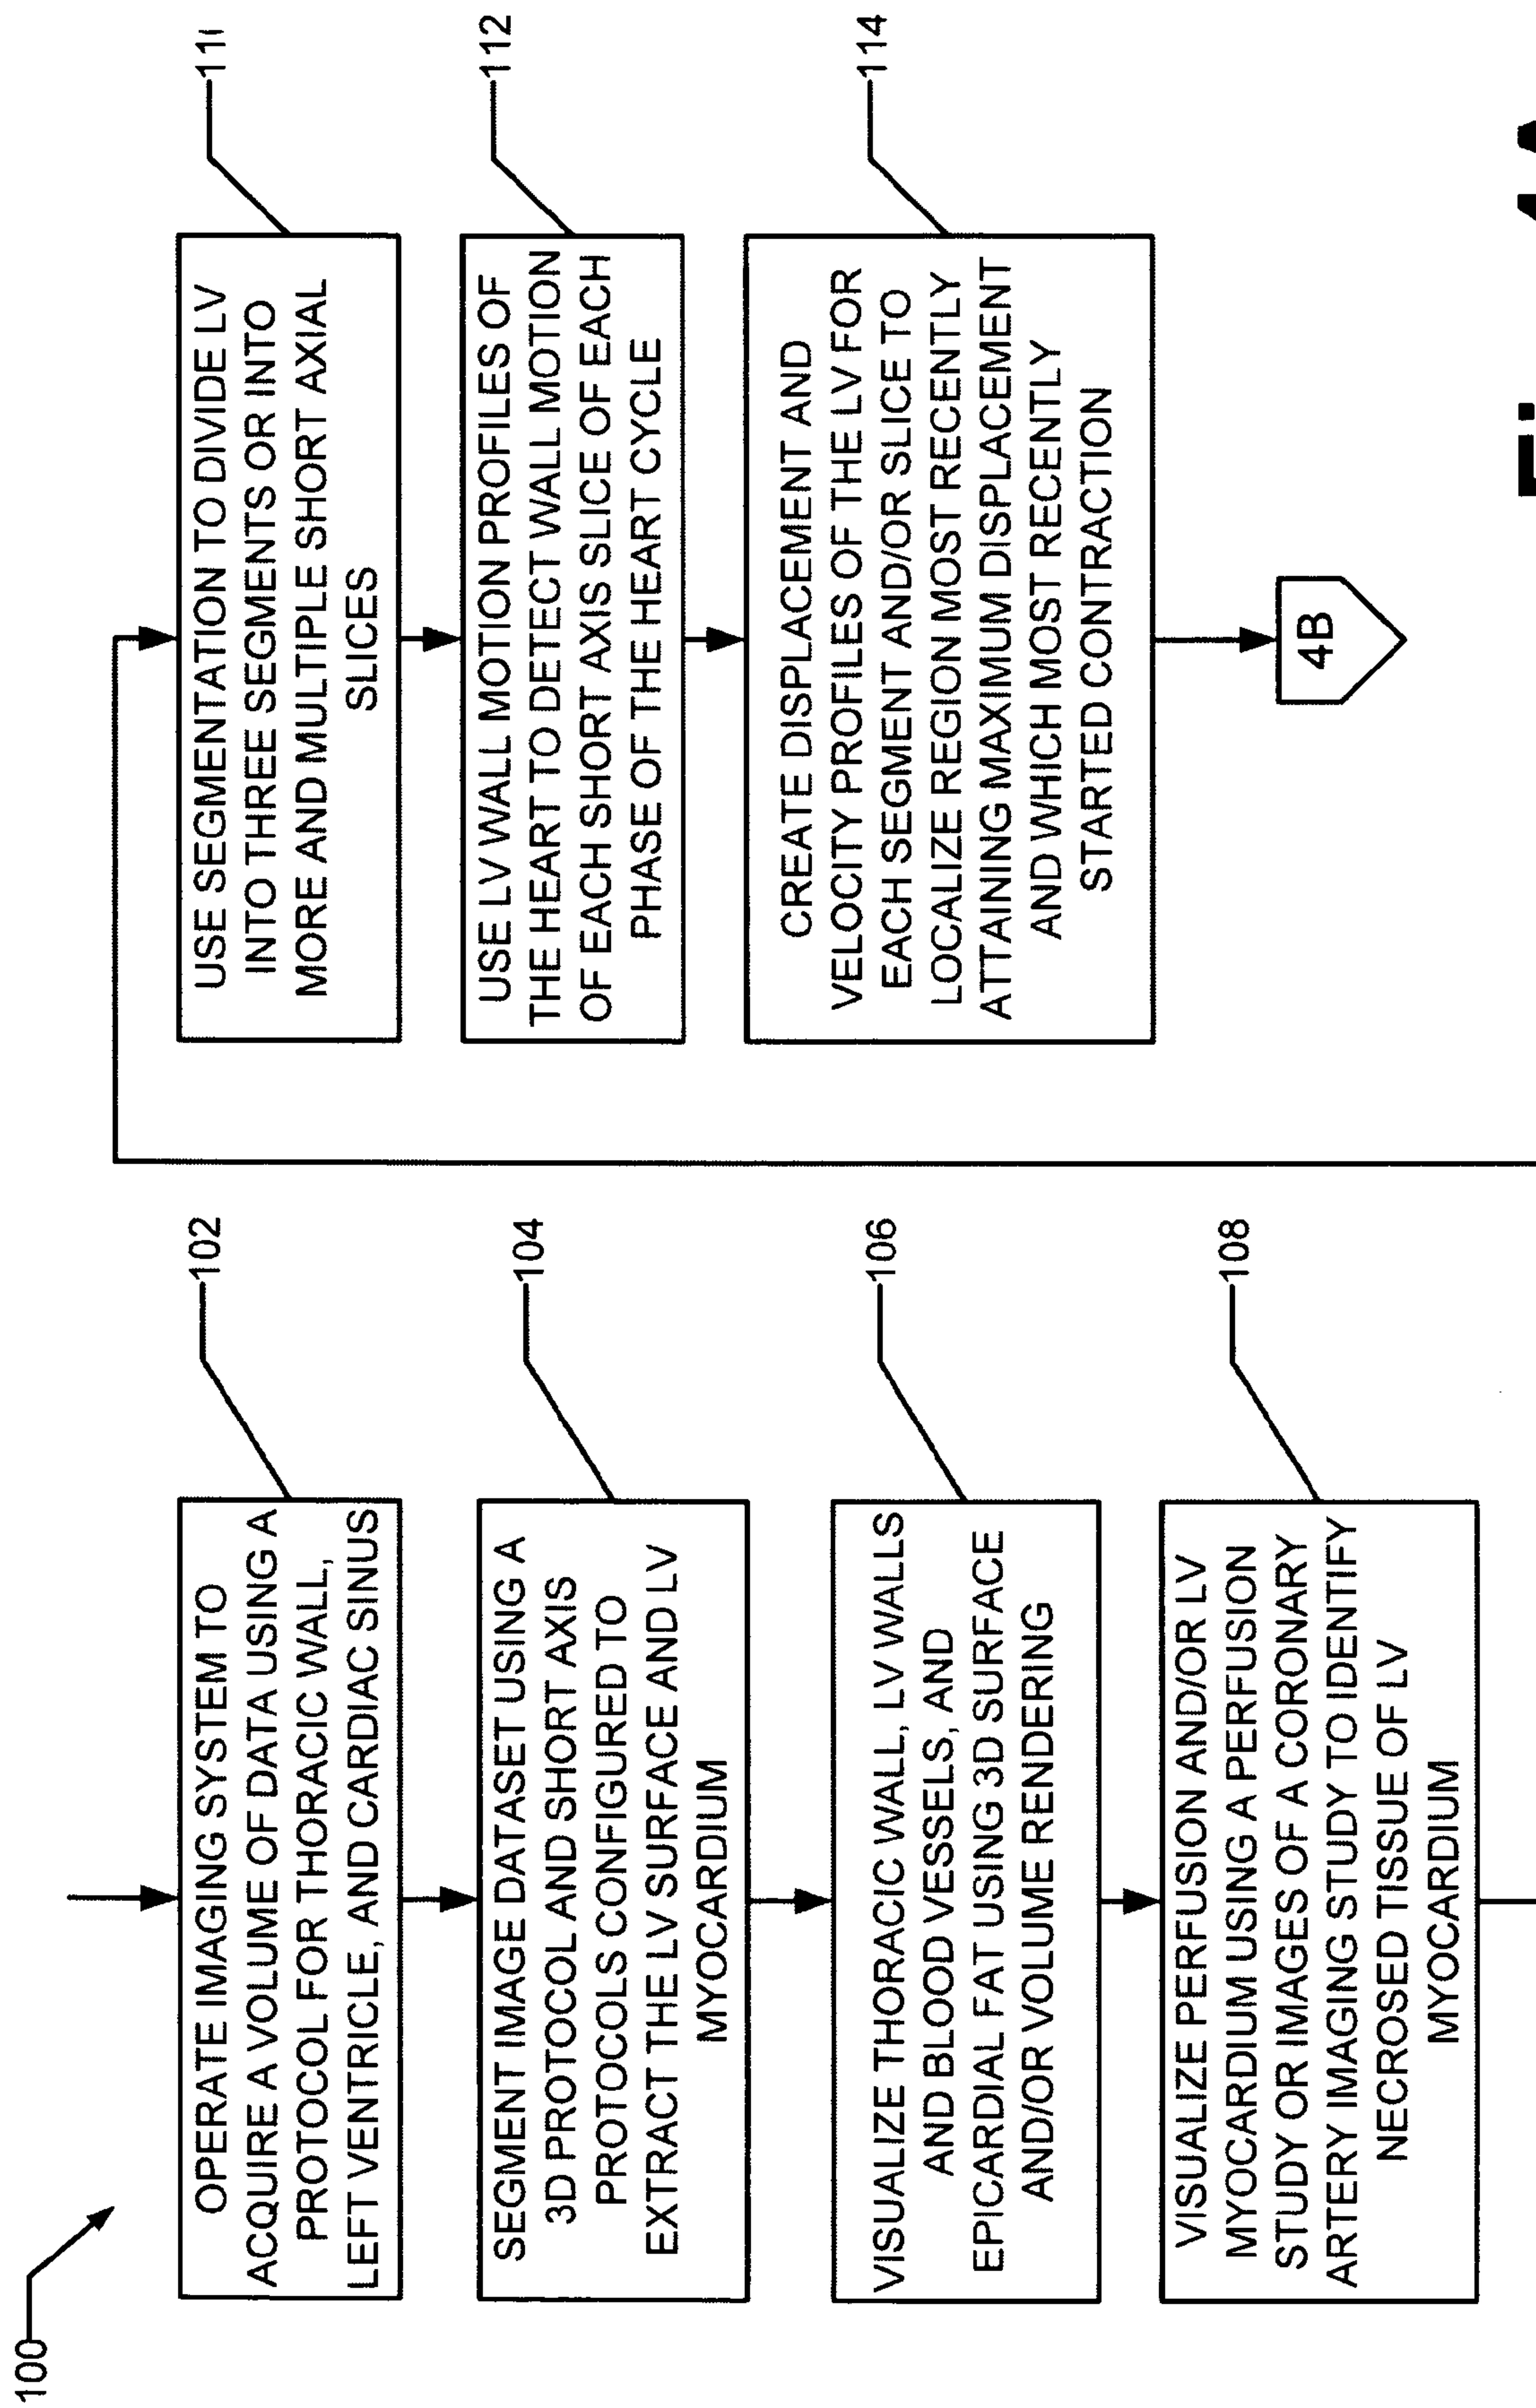 100
OPERATE IMAGING SYSTEM TO
ACQUIRE A VOLUME OF DATA USING A
PROTOCOL FOR THORACIC WALL,
LEFT VENTRICLE, AND CARDIAC SINUS
102
SEGMENT IMAGE DATASET USING A
3D PROTOCOL AND SHORT AXIS
PROTOCOLS CONFIGURED TO
EXTRACT THE LV SURFACE AND LV
MYOCARDIUM
104
VISUALIZE THORACIC WALL, LV WALLS
AND BLOOD VESSELS, AND
EPICARDIAL FAT USING 3D SURFACE
AND/OR VOLUME RENDERING
106
VISUALIZE PERFUSION AND/OR LV
MYOCARDIUM USING A PERFUSION
STUDY OR IMAGES OF A CORONARY
ARTERY IMAGING STUDY TO IDENTIFY
NECROSED TISSUE OF LV
MYOCARDIUM
108
USE SEGMENTATION TO DIVIDE LV
INTO THREE SEGMENTS OR INTO
MORE AND MULTIPLE SHORT AXIAL
SLICES
USE LV WALL MOTION PROFILES OF
THE HEART TO DETECT WALL MOTION
OF EACH SHORT AXIS SLICE OF EACH
PHASE OF THE HEART CYCLE
112
CREATE DISPLACEMENT AND
VELOCITY PROFILES OF THE LV FOR
EACH SEGMENT AND/OR SLICE TO
LOCALIZE REGION MOST RECENTLY
ATTAINING MAXIMUM DISPLACEMENT
AND WHICH MOST RECENTLY
STARTED CONTRACTION
114
4B